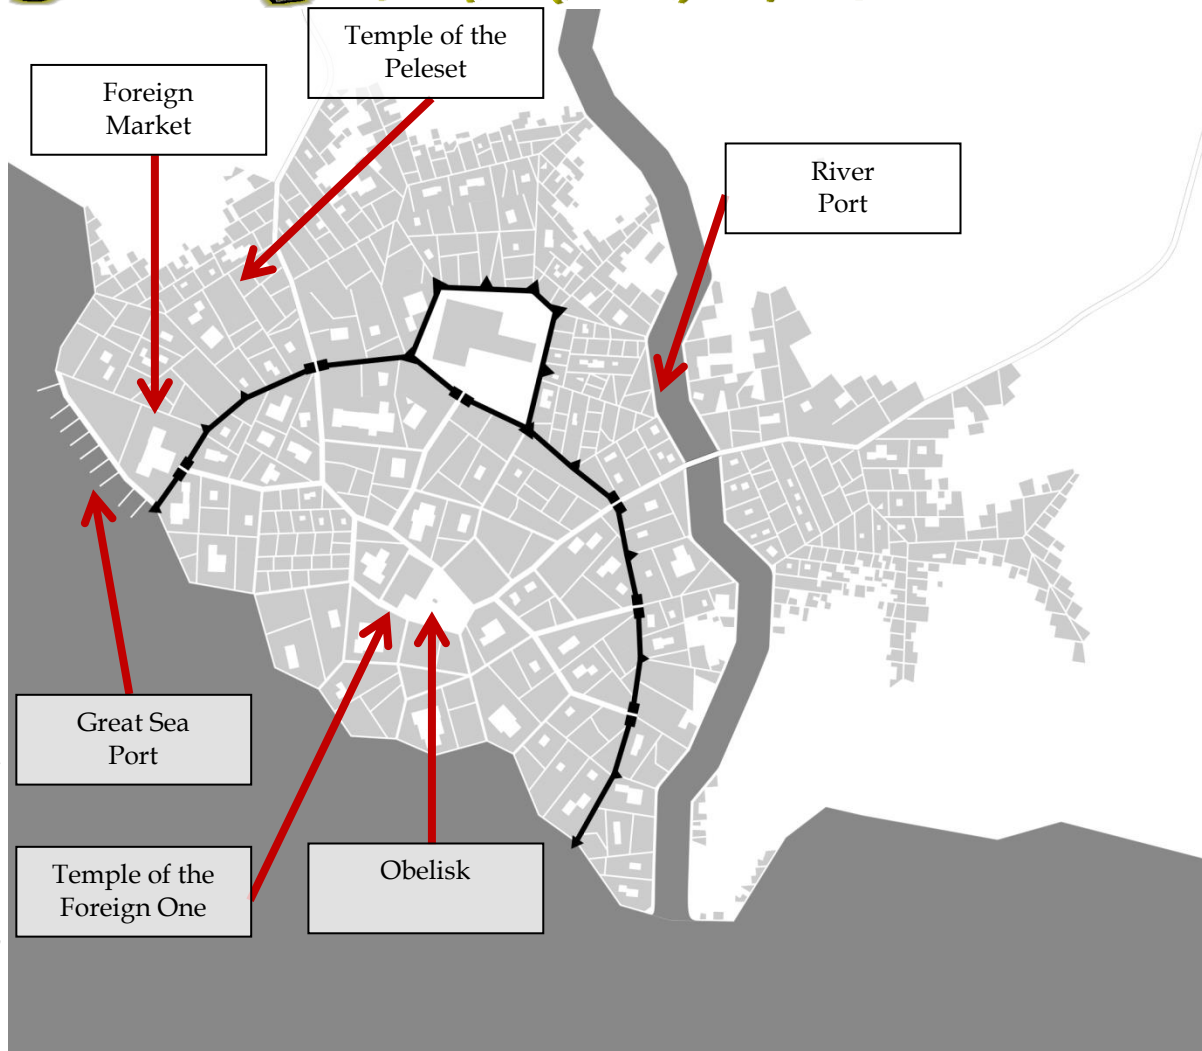 Temple of the
Peleset
Foreign
Market
River
Port
Great Sea
Port
Temple of the
Foreign One
Obelisk